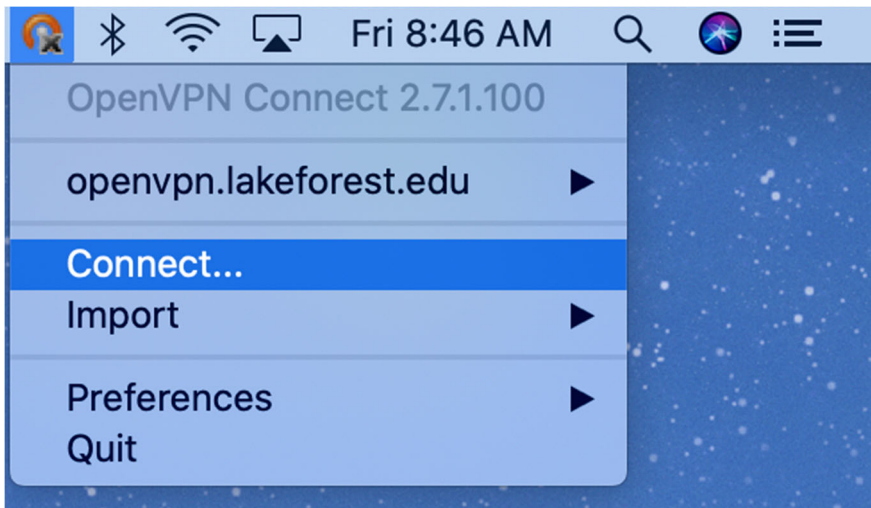 Fri 8:46 AM
OpenVPN Connect 2.7.1.100
openvpn.lakeforest.edu
Connect...
Import
Preferences
Quit